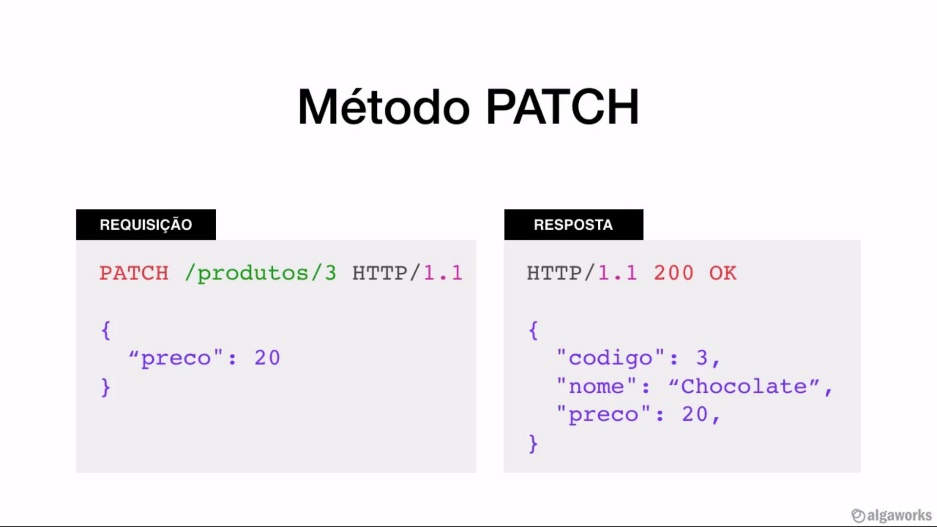 Método PATCH
REQUISIÇÃO
PATCH /produtos/3 HTTP/1.1
{
“preco": 20
}
RESPOSTA
HTTP/1.1 200 OK
{
"codigo": 3,
"nome": “Chocolate”,
"preco": 20,
}
algaworks